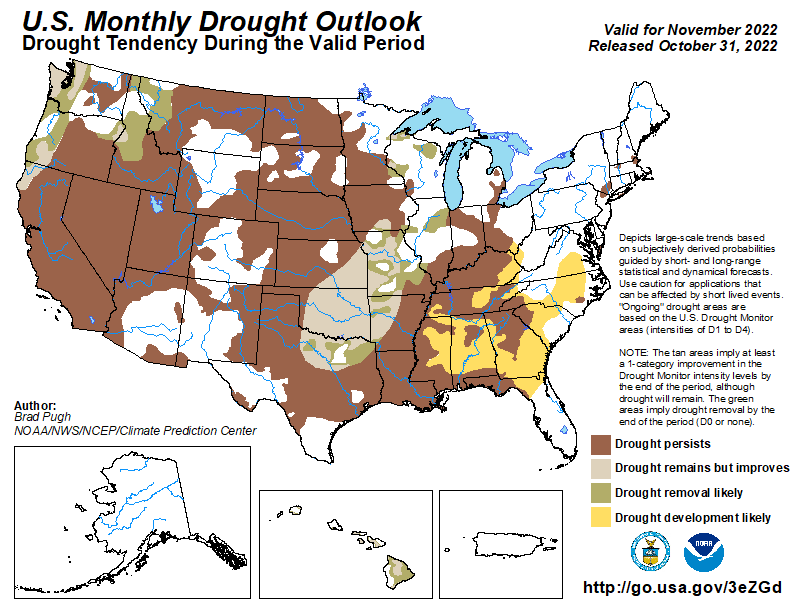 U.S. Monthly Drought Outlook
Drought Tendency During the Valid Period
Valid for November 2022
Released October 31, 2022
Depicts large-scale trends based
on subjectively derived probabilities
guided by short- and long-range
statistical and dynamical forecasts.
Use caution for applications that
can be affected by short lived events.
"Ongoing" drought areas are
based on the U.S. Drought Monitor
areas (intensities of D1 to D4).
NOTE: The tan areas imply at least
a 1-category improvement in the
Drought Monitor intensity levels by
the end of the period, although
drought will remain. The green
areas imply drought removal by the
end of the period (D0 or none).
Author:
Brad Pugh
NOAA/NWS/NCEP/Climate Prediction Center
Drought persists
Drought remains but improves
Drought removal likely
Drought development likely
NOAA
http://go.usa.gov/3eZGd